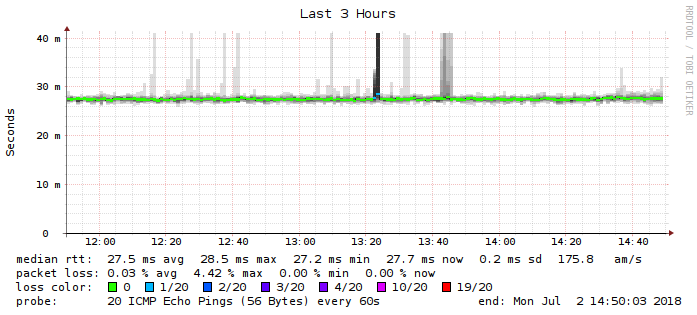 Last 3 Hours
RRDTOOL / TOBI OETIKER
Seconds
40 m
30 m
20 m
10 m
0
12:00 12:20 12:40 13:00 13:20 13:40 14:00 14:20 14:40
median rtt: 27.5 ms avg 28.5 ms max 27.2 ms min 27.7 ms now 0.2 ms sd 175.8 am/s
packet loss: 0.03 % avg 4.42 % max 0.00 % min 0.00 % now
loss color: 0 1/20 2/20 3/20 4/20 10/20 19/20
probe: 20 ICMP Echo Pings (56 Bytes) every 60s end: Mon Jul 2 14:50:03 2018